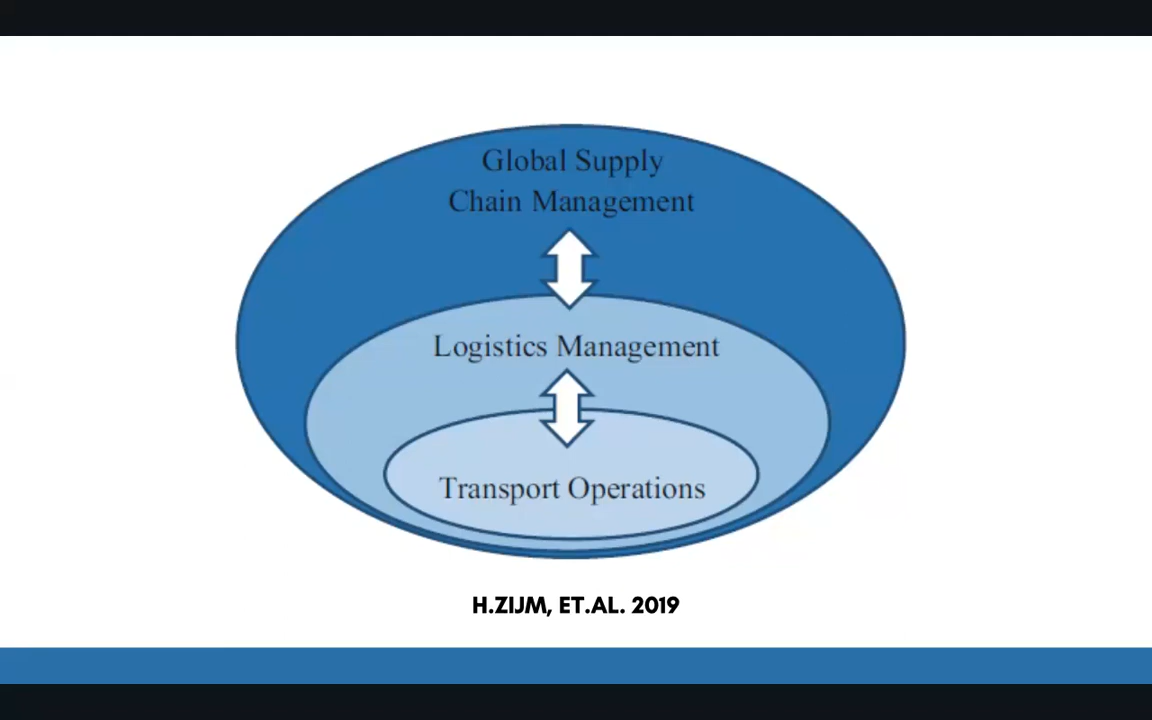 Global Supply
Chain Management
Logistics Management
Transport Operations
H.ZIJM, ET.AL. 2019